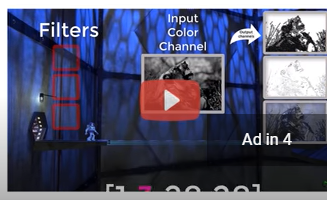 Filters
Input
Color
Channel
Output
channels
Ad in 4